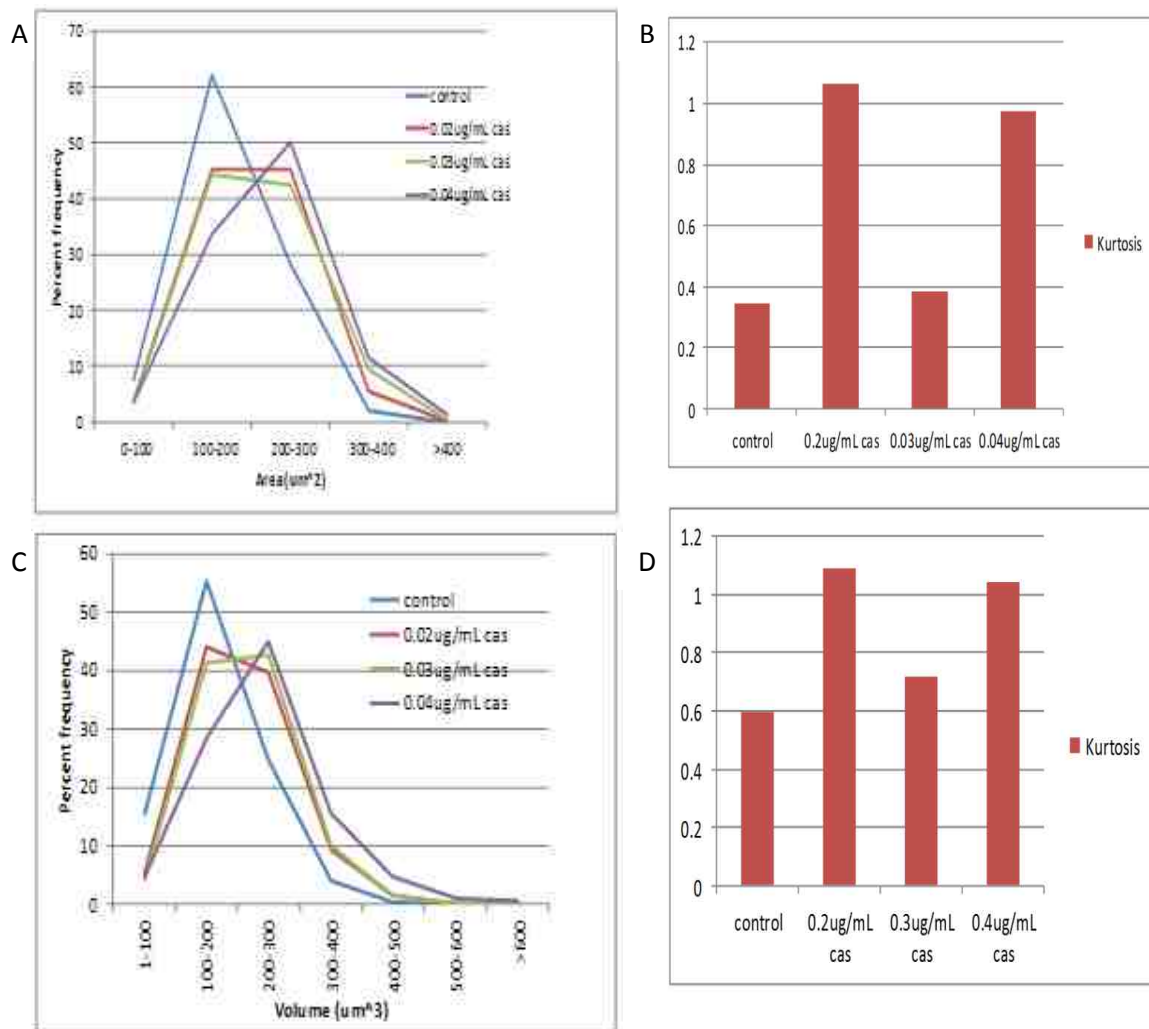 A
70
60
50
40
30
20
10
0
Percent frequency
0-100 100-200 200-300 300-400 >400
Area(um^2)
control
0.02ug/mL cas
0.03ug/mL cas
0.04ug/mL cas
B
1.2
1
0.8
0.6
0.4
0.2
0
control 0.2ug/mL cas 0.03ug/mL cas 0.04ug/mL cas
Kurtosis
C
60
50
40
30
20
10
0
Percent frequency
1-100
100-200
200-300
300-400
400-500
500-600
>600
Volume (um^3)
control
0.02ug/mL cas
0.03ug/mL cas
0.04ug/mL cas
D
1.2
1
0.8
0.6
0.4
0.2
0
control 0.2ug/mL 0.3ug/mL 0.4ug/mL
cas cas cas
Kurtosis